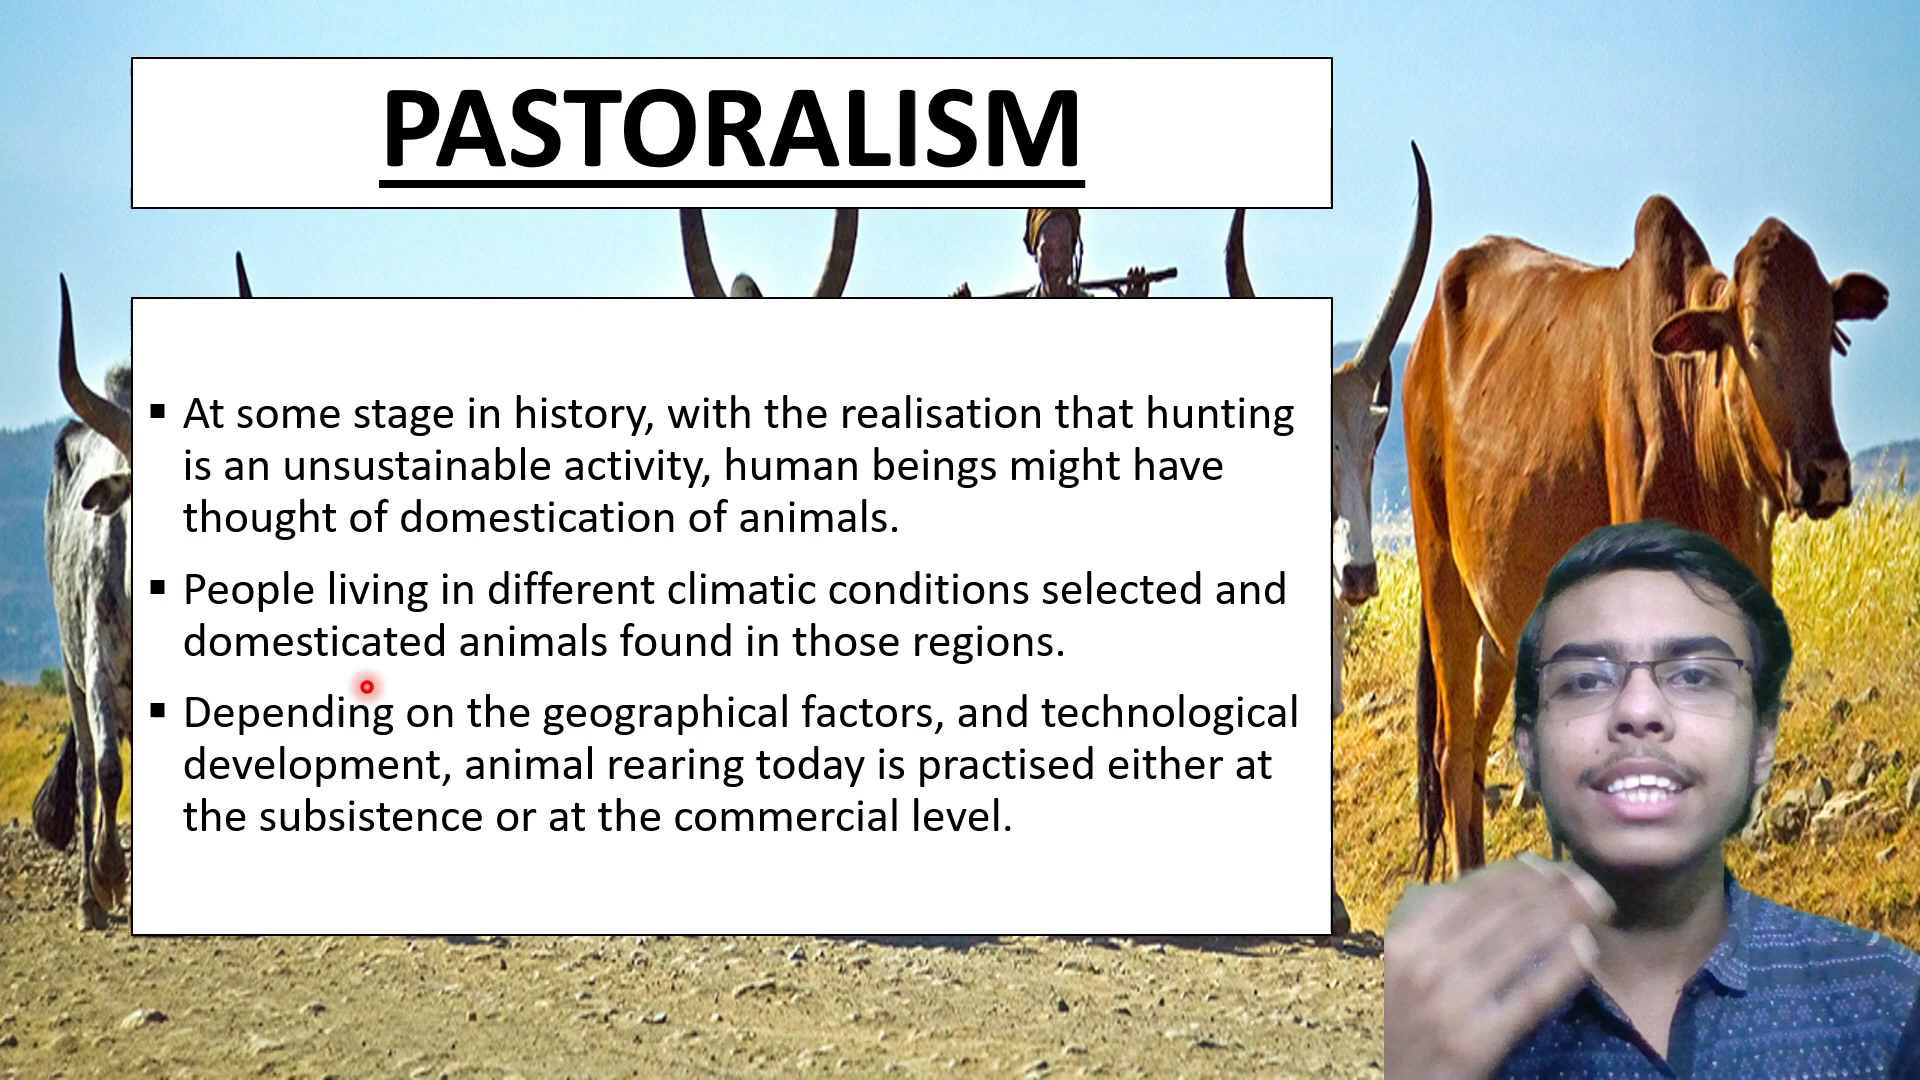 PASTORALISM
▪ At some stage in history, with the realisation that hunting
is an unsustainable activity, human beings might have
thought of domestication of animals.
▪ People living in different climatic conditions selected and
domesticated animals found in those regions.
▪ Depending on the geographical factors, and technological
development, animal rearing today is practised either at
the subsistence or at the commercial level.